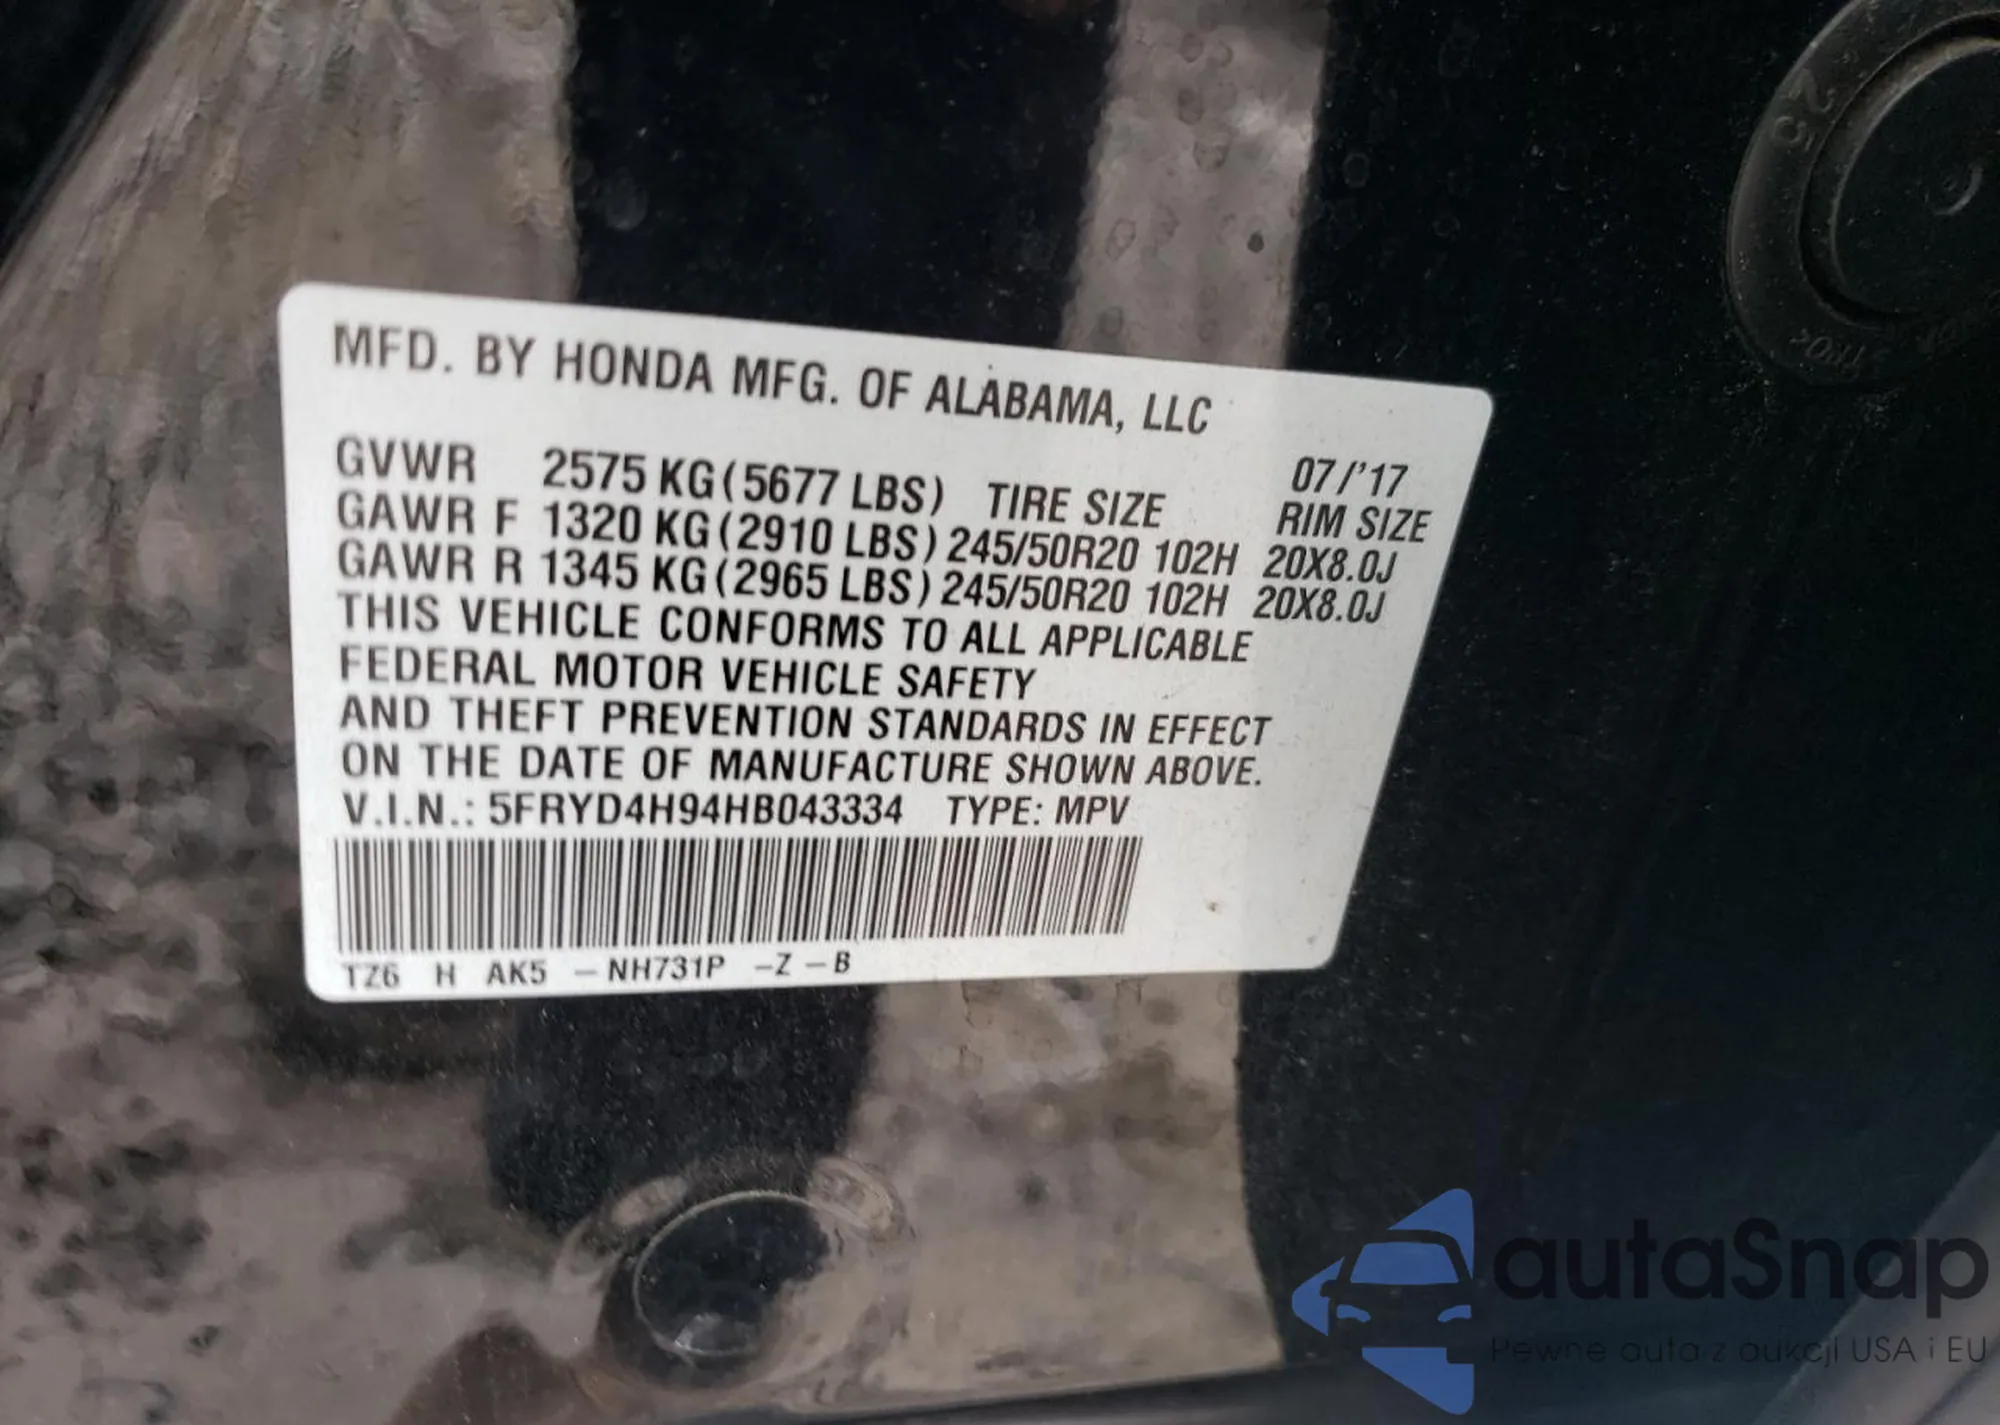 MFD. BY HONDA MFG. OF ALABAMA, LLC
GVWR 2575 KG (5677 LBS) TIRE SIZE 07/'17 RIM SIZE
GAWR F 1320 KG (2910 LBS) 245/50R20 102H 20X8.0J
GAWR R 1345 KG (2965 LBS) 245/50R20 102H 20X8.0J
THIS VEHICLE CONFORMS TO ALL APPLICABLE
FEDERAL MOTOR VEHICLE SAFETY
AND THEFT PREVENTION STANDARDS IN EFFECT
ON THE DATE OF MANUFACTURE SHOWN ABOVE.
V.I.N.: 5FRYD4H94HB043334 TYPE: MPV
TZ6 H AK5 – NH731P –Z – B
25
autoSnap
Pewne auta z aukcji USA i EU